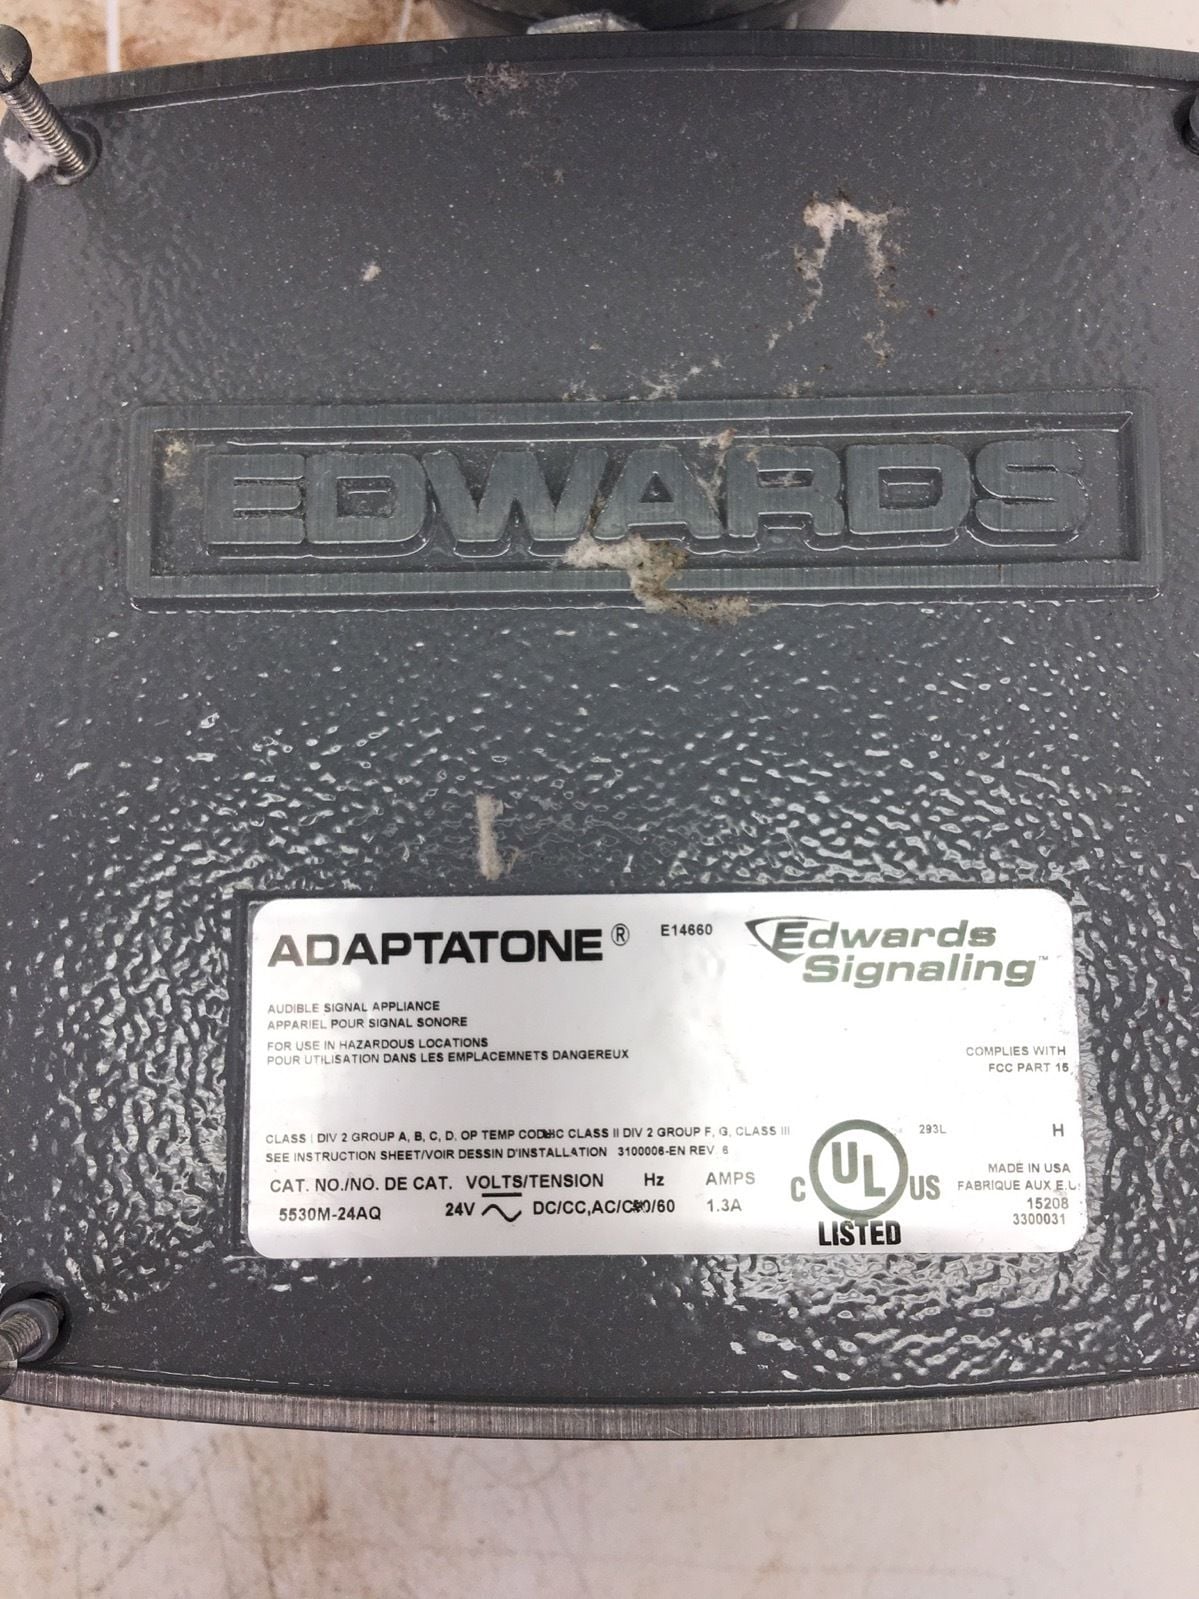 EDWARDS
ADAPTATONE® E14660 Edwards
Signaling™
AUDIBLE SIGNAL APPLIANCE
APPARIEL POUR SIGNAL SONORE
FOR USE IN HAZARDOUS LOCATIONS
POUR UTILISATION DANS LES EMPLACEMNETS DANGEREUX
COMPLIES WITH
FCC PART 15
CLASS I DIV 2 GROUP A, B, C, D. OP TEMP CLASS II DIV 2 GROUP F, G, CLASS III
SEE INSTRUCTION SHEET/VOIR DESSIN D'INSTALLATION 3100006-EN REV. 6
CAT. NO./NO. DE CAT. VOLTS/TENSION Hz AMPS
5530M-24AQ 24V DC/CC,AC/ /60 1.3A
C UL US
LISTED
293L H
MADE IN USA
FABRIQUE AUX E.U.
15208
3300031